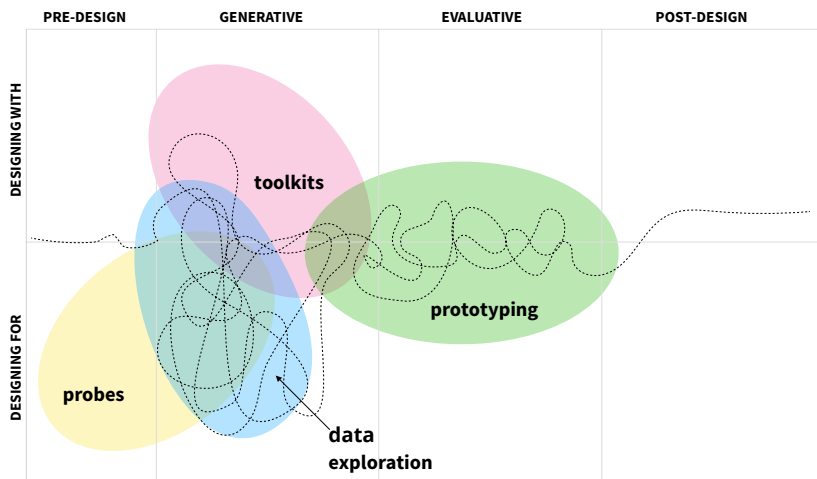 PRE-DESIGN
GENERATIVE
EVALUATIVE
POST-DESIGN
DESIGNING WITH
DESIGNING FOR
toolkits
prototyping
probes
data
exploration